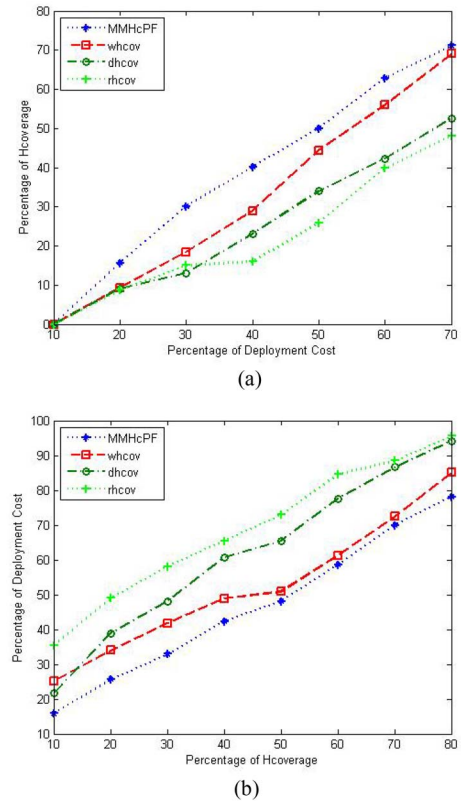 80
70
60
50
40
30
20
10
0
MMHcPF
whcov
dhcov
rhcov
Percentage of Hcoverage
10 20 30 40 50 60 70
Percentage of Deployment Cost
(a)
100
90
80
70
60
50
40
30
20
10
MMHcPF
whcov
dhcov
rhcov
Percentage of Deployment Cost
10 20 30 40 50 60 70 80
Percentage of Hcoverage
(b)